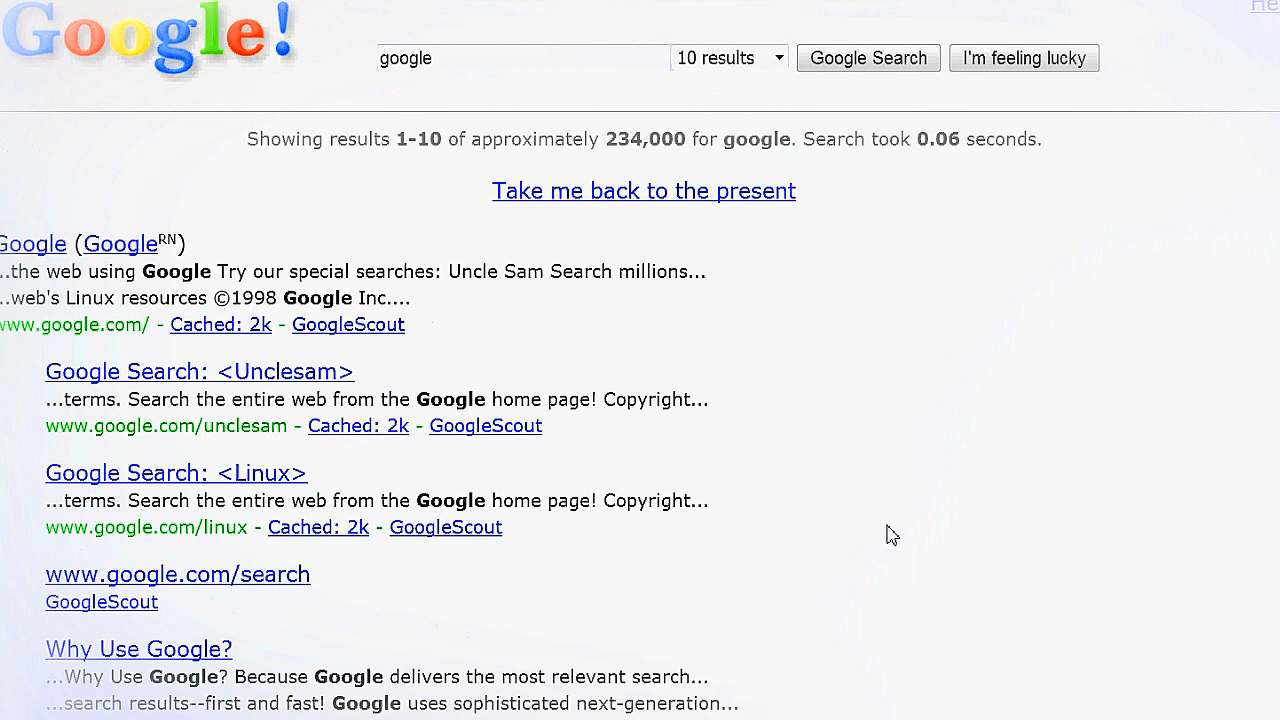 Google!
He
google 10 results Google Search I'm feeling lucky
Showing results 1-10 of approximately 234,000 for google. Search took 0.06 seconds.
Take me back to the present
Google (GoogleRN)
...the web using Google Try our special searches: Uncle Sam Search millions...
...web's Linux resources ©1998 Google Inc....
www.google.com/ - Cached: 2k - GoogleScout
Google Search: <Unclesam>
...terms. Search the entire web from the Google home page! Copyright...
www.google.com/unclesam - Cached: 2k - GoogleScout
Google Search: <Linux>
...terms. Search the entire web from the Google home page! Copyright...
www.google.com/linux - Cached: 2k - GoogleScout
www.google.com/search
GoogleScout
Why Use Google?
...Why Use Google? Because Google delivers the most relevant search...
...search results--first and fast! Google uses sophisticated next-generation...